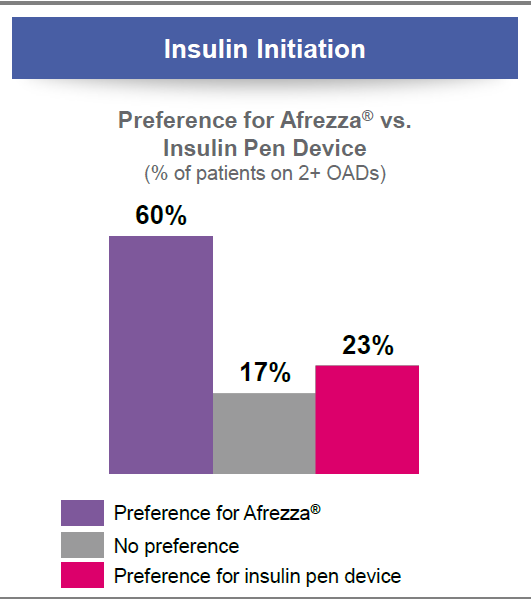 Insulin Initiation
Preference for Afrezza® vs.
Insulin Pen Device
(% of patients on 2+ OADs)
60%
17%
23%
Preference for Afrezza®
No preference
Preference for insulin pen device